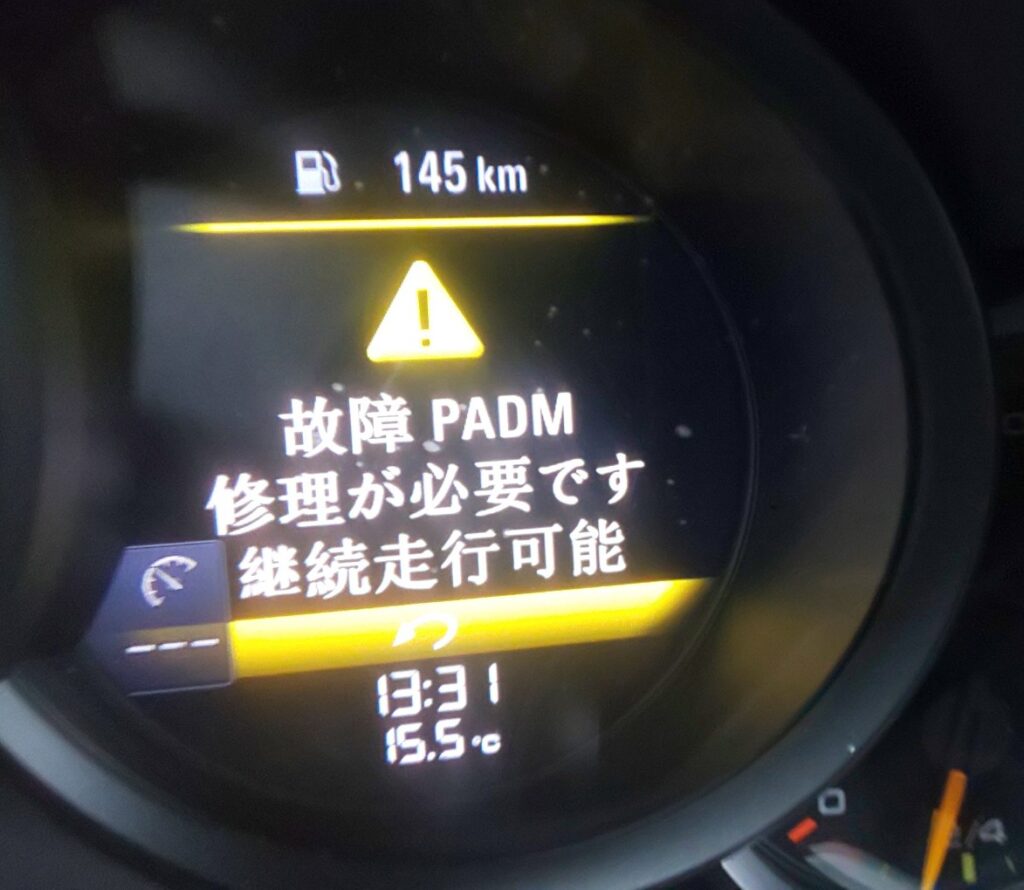 145 km
故障 PADM
修理が必要です
継続走行可能
---
13:31
15.5°C
0